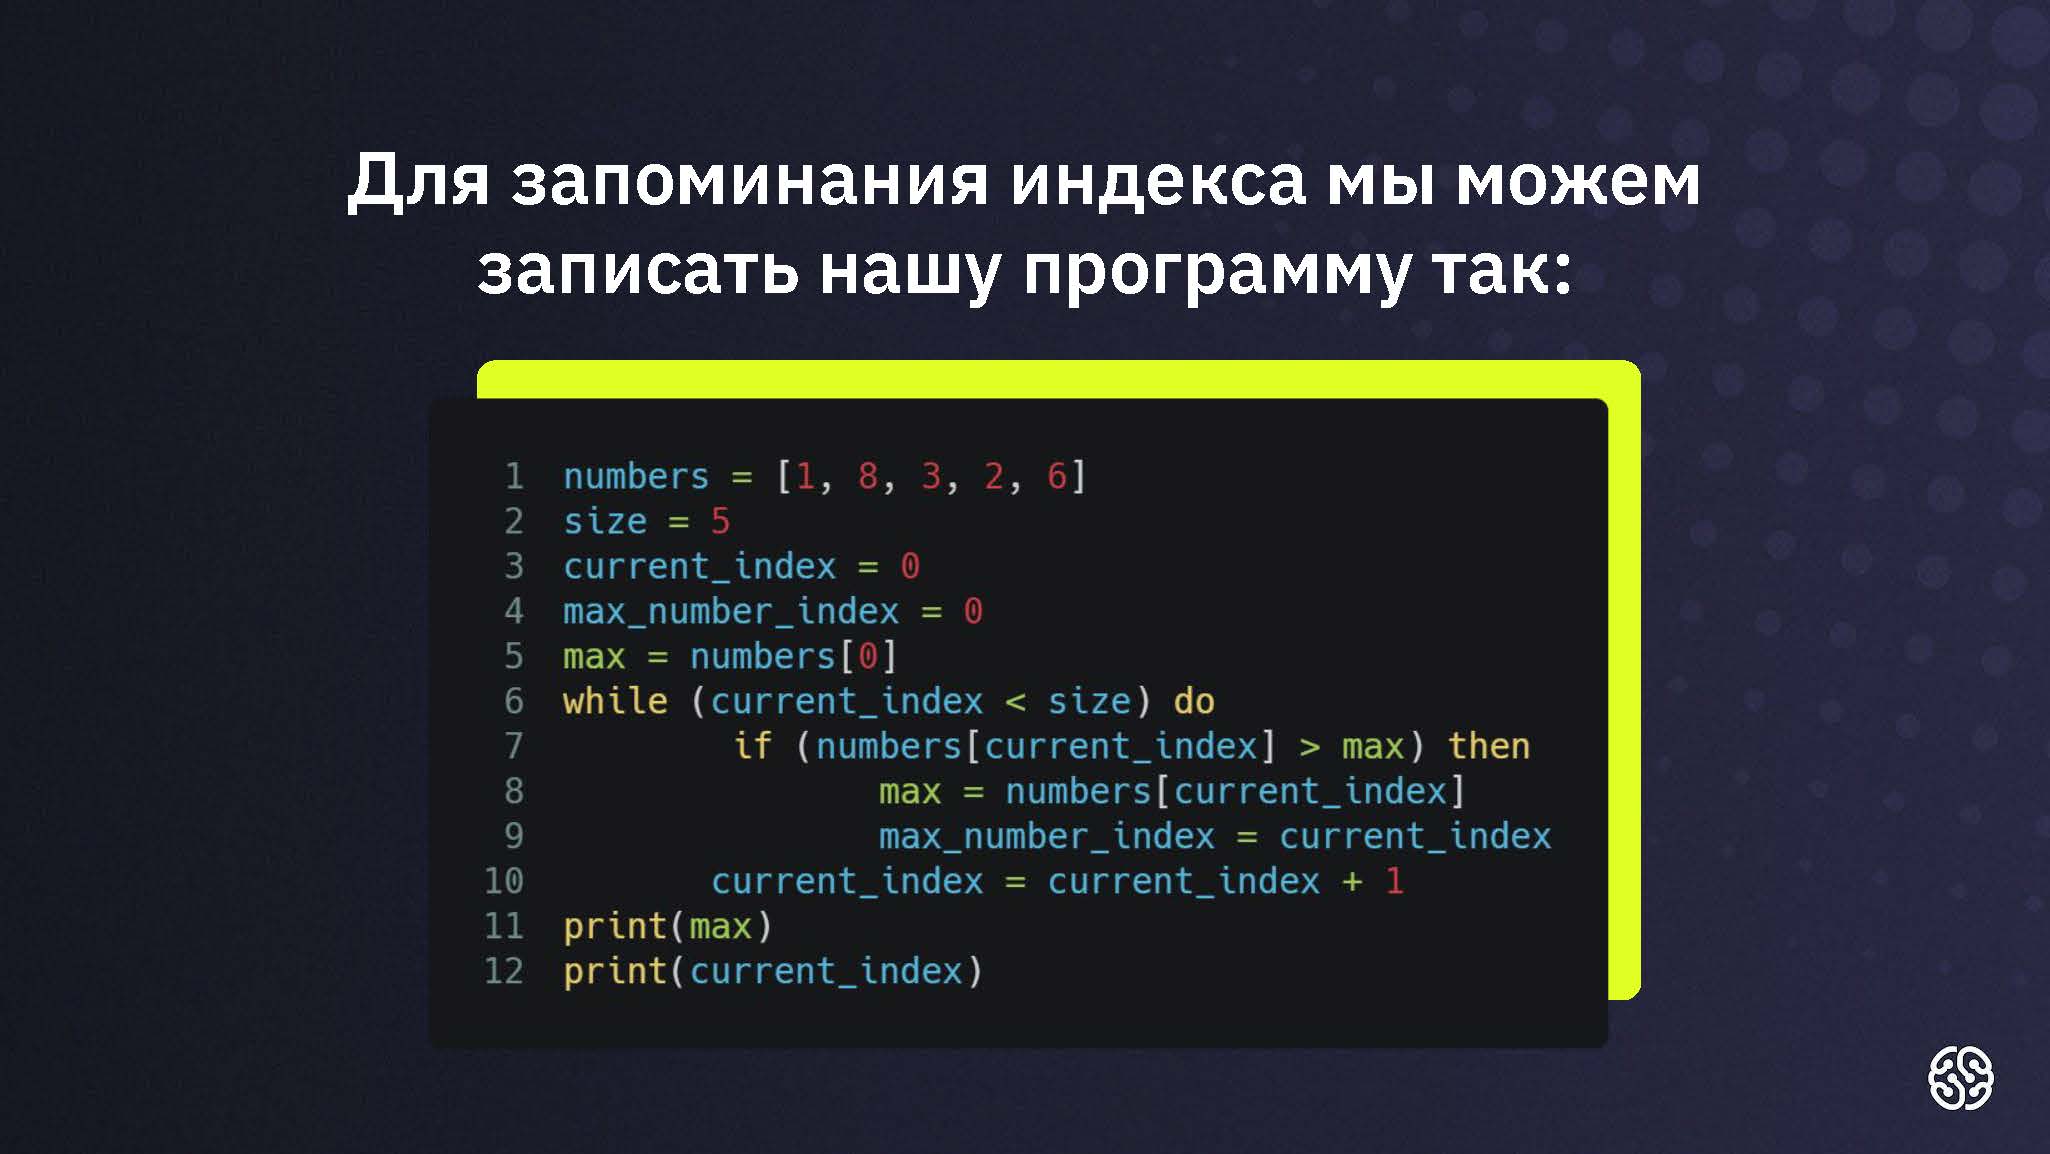 Для запоминания индекса мы можем
записать нашу программу так:
1 numbers = [1, 8, 3, 2, 6]
2 size = 5
3 current_index = 0
4 max_number_index = 0
5 max = numbers[0]
6 while (current_index < size) do
7 if (numbers[current_index] > max) then
8 max = numbers[current_index]
9 max_number_index = current_index
10 current_index = current_index + 1
11 print(max)
12 print(current_index)